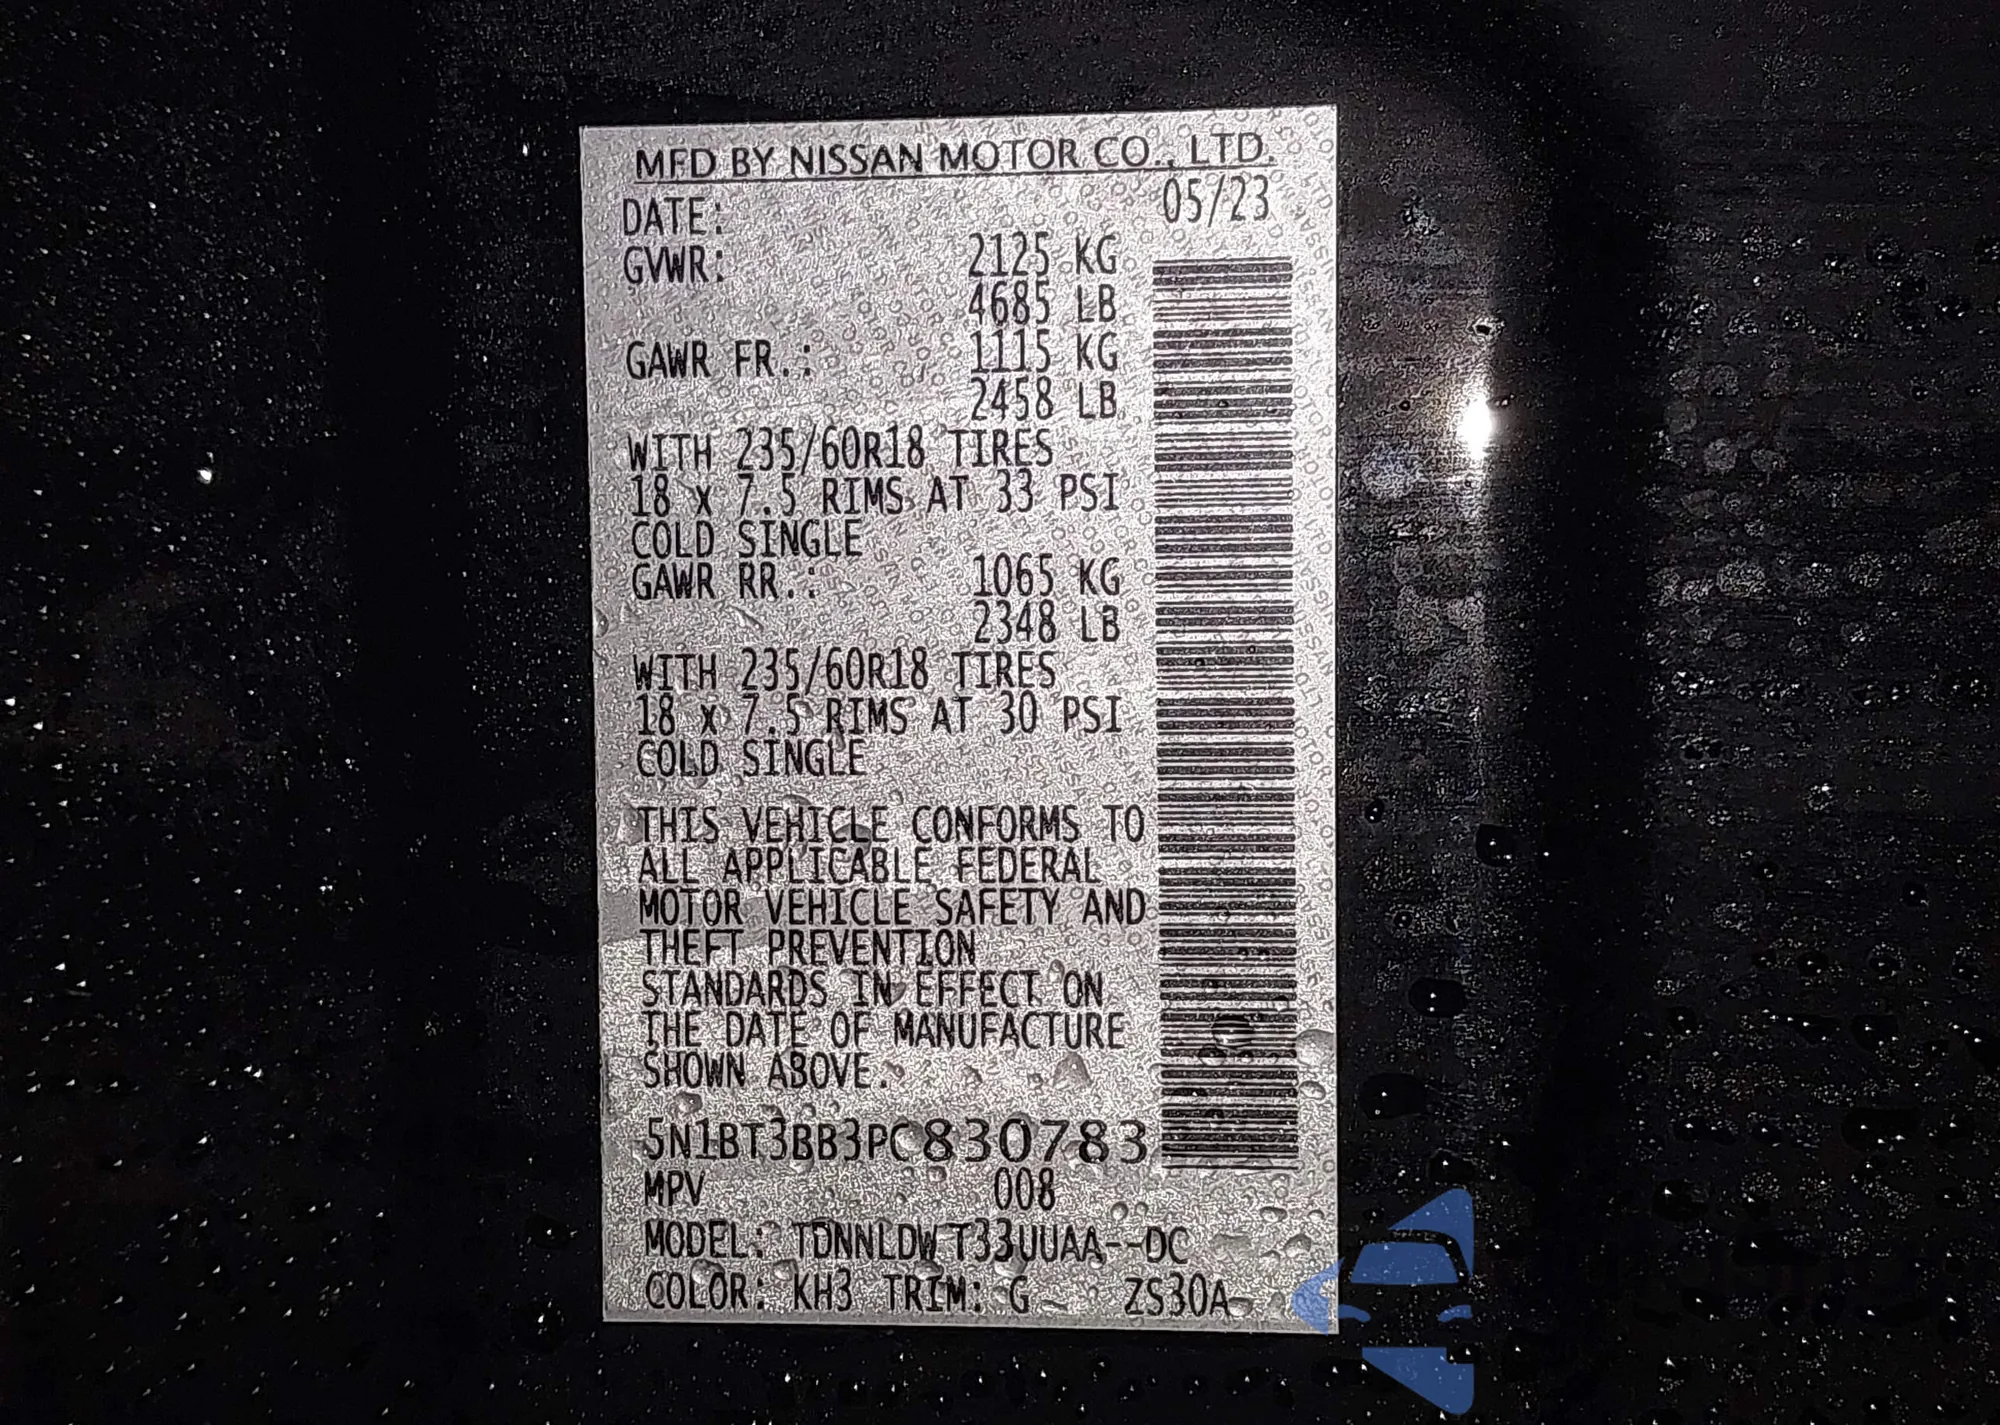 MFD BY NISSAN MOTOR CO., LTD.
DATE: 05/23
GVWR: 2125 KG
4685 LB
GAWR FR.: 1115 KG
2458 LB
WITH 235/60R18 TIRES
18 x 7.5 RIMS AT 33 PSI
COLD SINGLE
GAWR RR.: 1065 KG
2348 LB
WITH 235/60R18 TIRES
18 x 7.5 RIMS AT 30 PSI
COLD SINGLE
THIS VEHICLE CONFORMS TO
ALL APPLICABLE FEDERAL
MOTOR VEHICLE SAFETY AND
THEFT PREVENTION
STANDARDS IN EFFECT ON
THE DATE OF MANUFACTURE
SHOWN ABOVE.
5N1BT3BB3PC830783
MPV 008
MODEL: TDNNLDW T33UUAA--DC
COLOR: KH3 TRIM: G ZS30A-